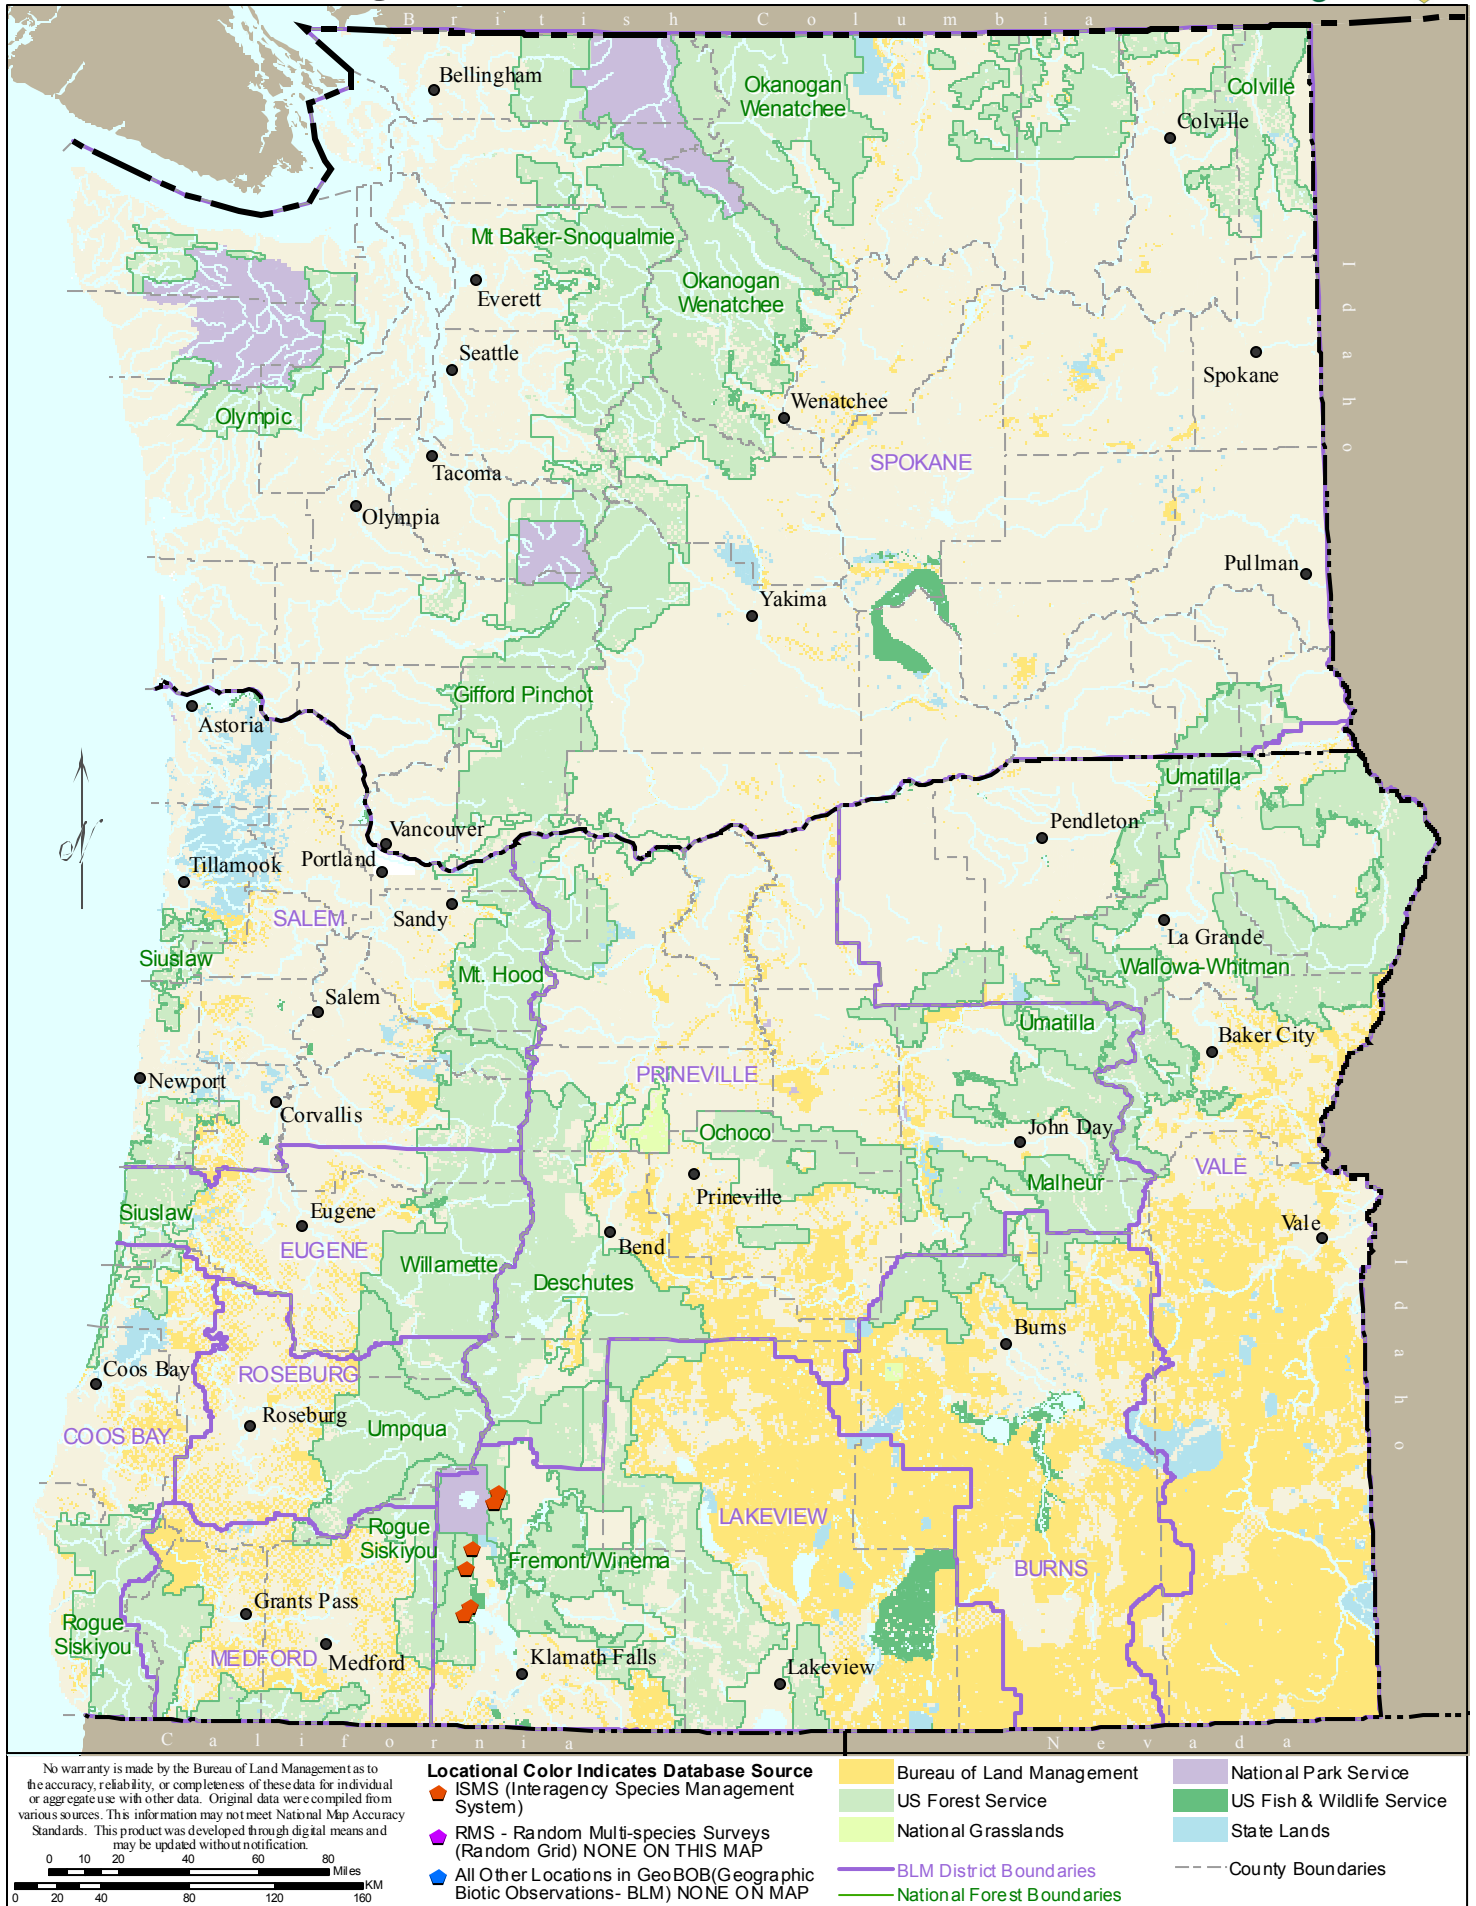 British Columbia
Bellingham
Okanogan
Wenatchee
Colville
Colville
Mt Baker-Snoqualmie
Okanogan
Wenatchee
Everett
Idaho
Seattle
Spokane
Wenatchee
Olympic
SPOKANE
Tacoma
Olympia
Pullman
Yakima
Gifford Pinchot
Astoria
Umatilla
N
Vancouver
Pendleton
Portland
Tillamook
SALEM
Sandy
La Grande
Siuslaw
Mt. Hood
Wallowa-Whitman
Salem
Umatilla
Baker City
Newport
PRINEVILLE
Corvallis
Ochoco
John Day
VALE
Malheur
Prineville
Siuslaw
Eugene
Vale
EUGENE
Bend
Willamette
Deschutes
Idaho
Burns
Coos Bay
ROSEBURG
Roseburg
Umpqua
COOS BAY
LAKEVIEW
Rogue
Siskiyou
Fremont/Winema
BURNS
Grants Pass
Rogue
Siskiyou
MEDFORD
Medford
Klamath Falls
Lakeview
California
Nevada
No warranty is made by the Bureau of Land Management as to
the accuracy, reliability, or completeness of these data for individual
or aggregate use with other data. Original data were compiled from
various sources. This information may not meet National Map Accuracy
Standards. This product was developed through digital means and
may be updated without notification.
0 10 20 40 60 80
Miles
KM
0 20 40 80 120 160
Locational Color Indicates Database Source
ISMS (Interagency Species Management
System)
RMS - Random Multi-species Surveys
(Random Grid) NONE ON THIS MAP
All Other Locations in GeoBOB(Geographic
Biotic Observations- BLM) NONE ON MAP
Bureau of Land Management
US Forest Service
National Grasslands
BLM District Boundaries
National Forest Boundaries
National Park Service
US Fish & Wildlife Service
State Lands
County Boundaries